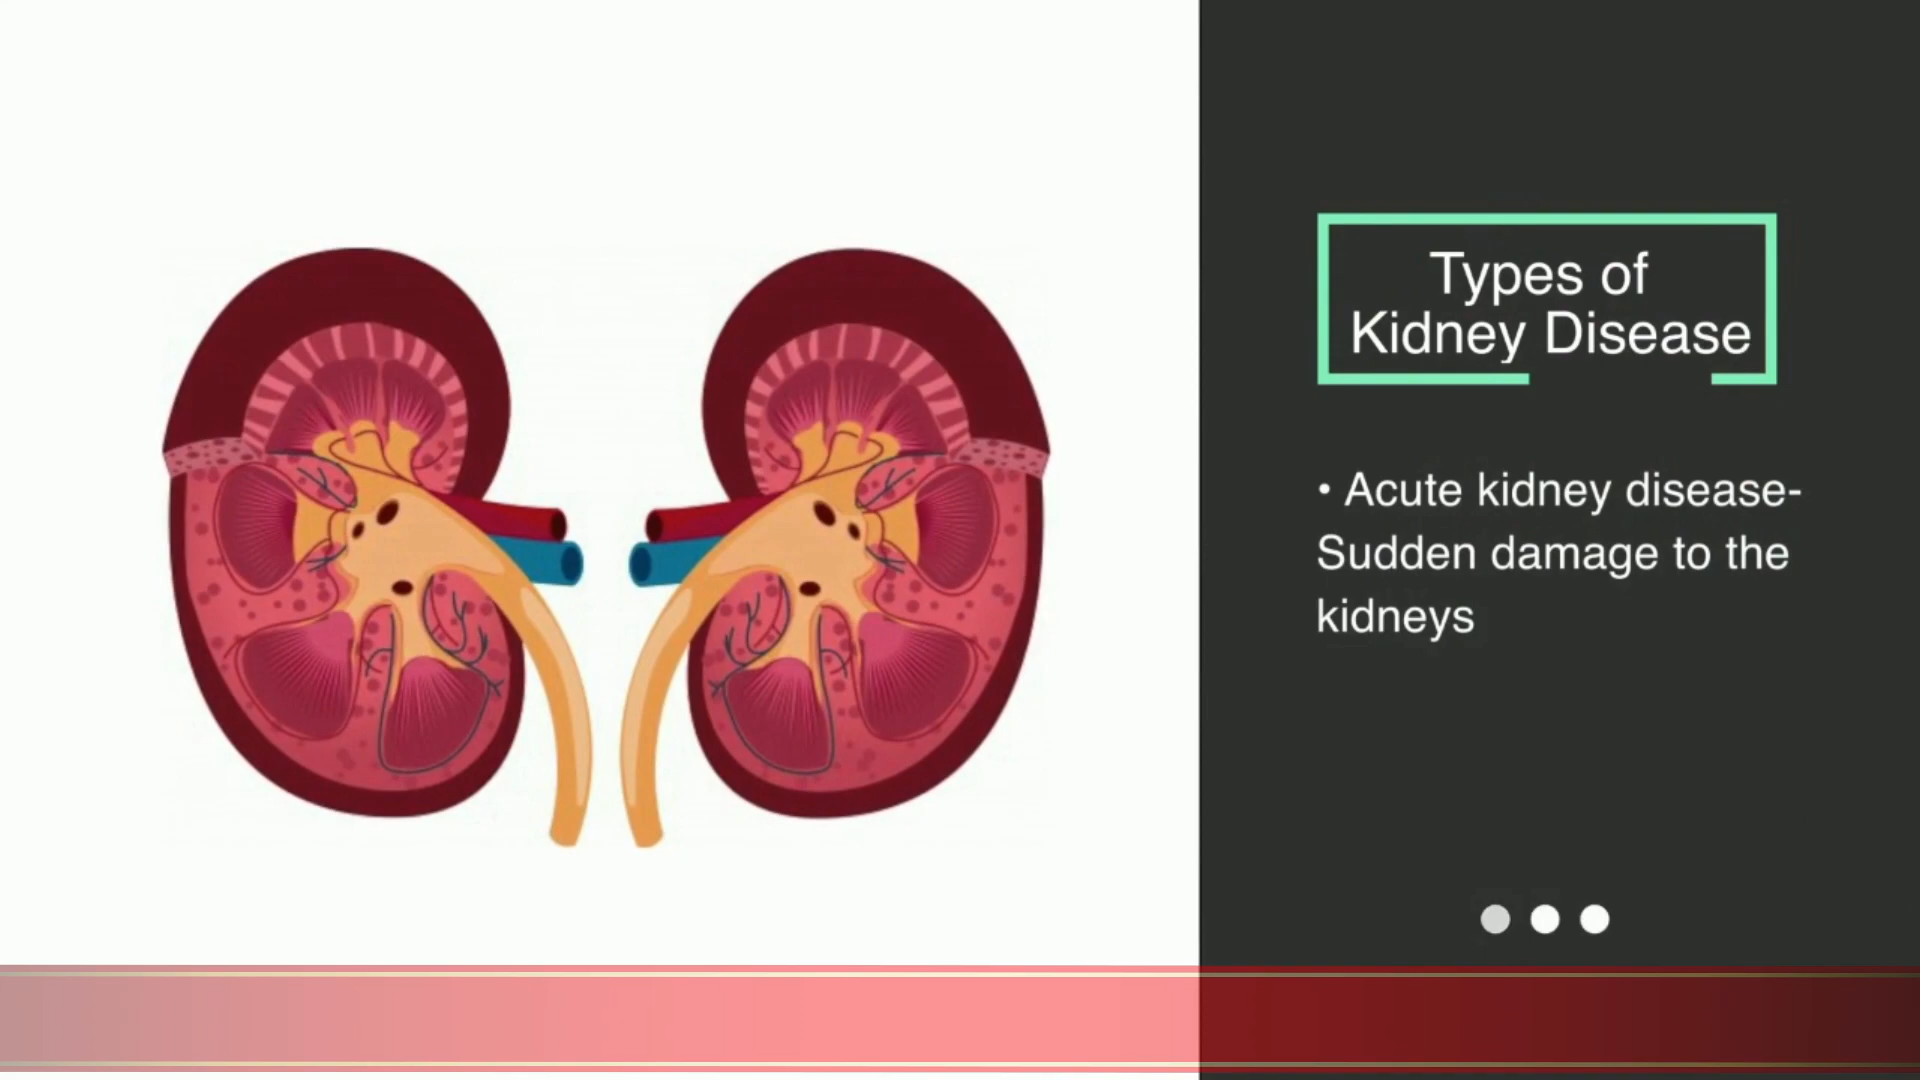 Types of
Kidney Disease
• Acute kidney disease-
Sudden damage to the
kidneys